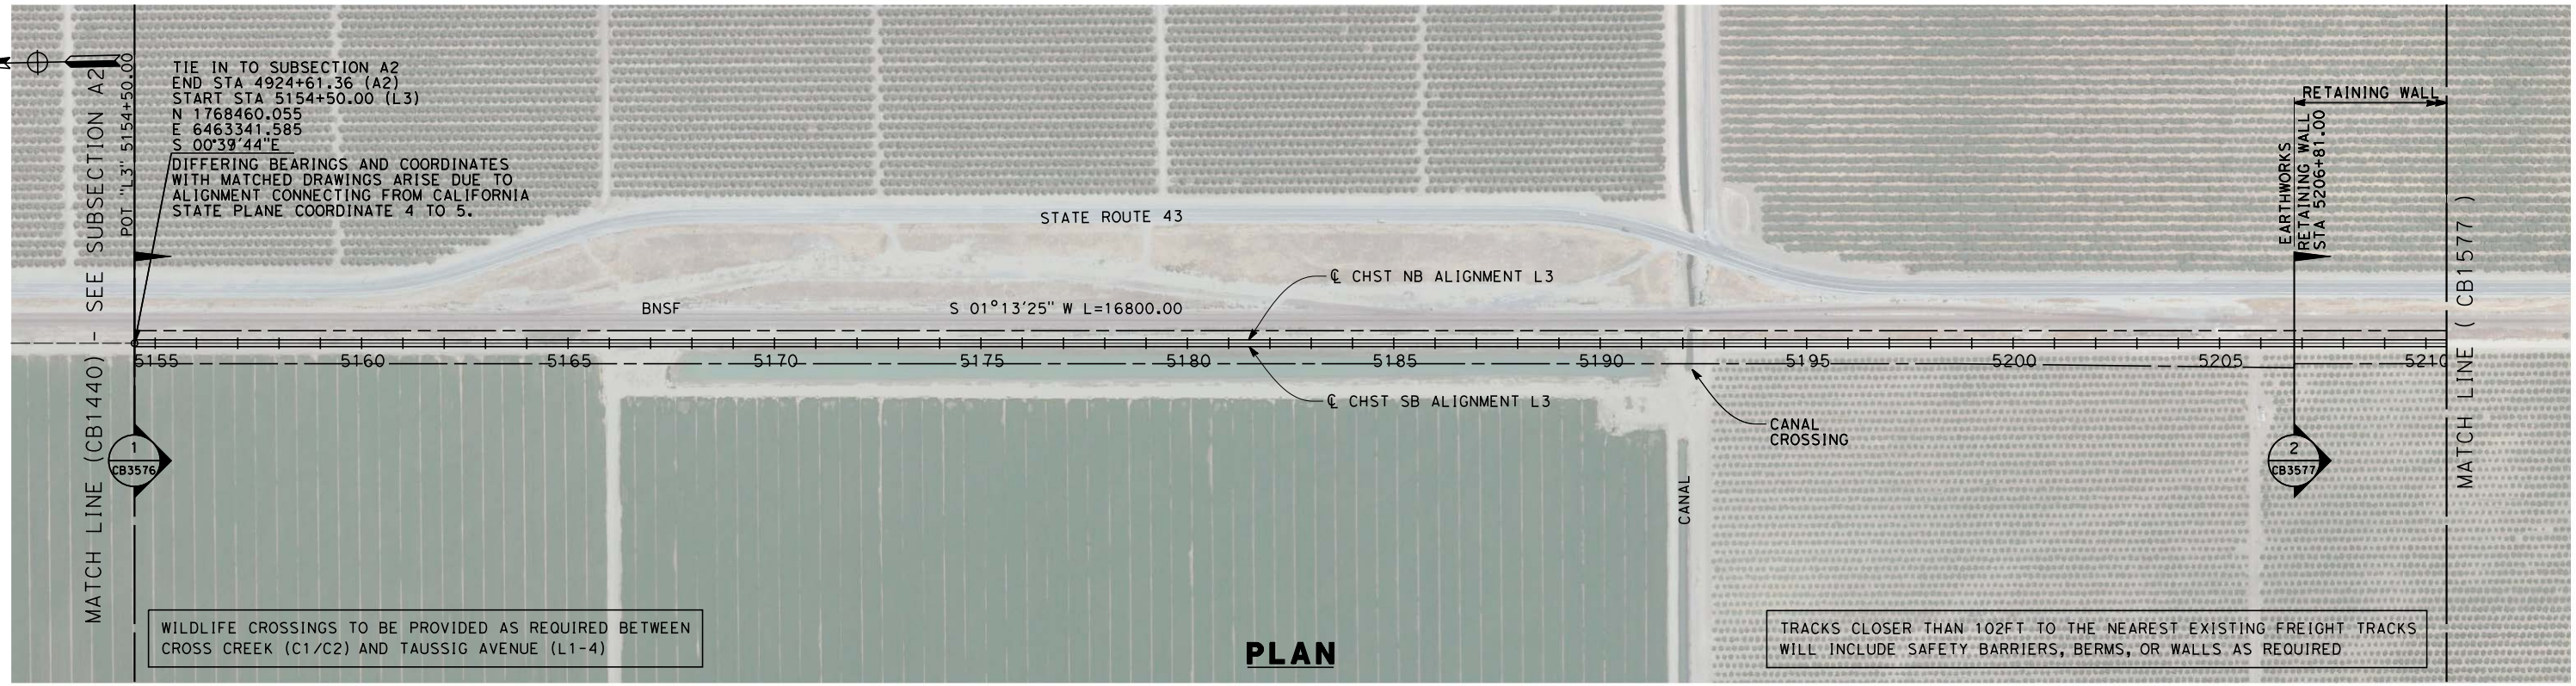 MATCH LINE (CB1440) - SEE SUBSECTION A2
POT "L3" 5154+50.00
TIE IN TO SUBSECTION A2
END STA 4924+61.36 (A2)
START STA 5154+50.00 (L3)
N 1768460.055
E 6463341.585
S 00°39'44"E
DIFFERING BEARINGS AND COORDINATES
WITH MATCHED DRAWINGS ARISE DUE TO
ALIGNMENT CONNECTING FROM CALIFORNIA
STATE PLANE COORDINATE 4 TO 5.
STATE ROUTE 43
RETAINING WALL
EARTHWORKS
RETAINING WALL
STA 5206+81.00
MATCH LINE ( CB1577 )
℄ CHST NB ALIGNMENT L3
BNSF
S 01°13'25" W L=16800.00
5155 5160 5165 5170 5175 5180 5185 5190 5195 5200 5205 5210
℄ CHST SB ALIGNMENT L3
CANAL
CROSSING
CANAL
1
CB3576
2
CB3577
WILDLIFE CROSSINGS TO BE PROVIDED AS REQUIRED BETWEEN
CROSS CREEK (C1/C2) AND TAUSSIG AVENUE (L1-4)
PLAN
TRACKS CLOSER THAN 102FT TO THE NEAREST EXISTING FREIGHT TRACKS
WILL INCLUDE SAFETY BARRIERS, BERMS, OR WALLS AS REQUIRED